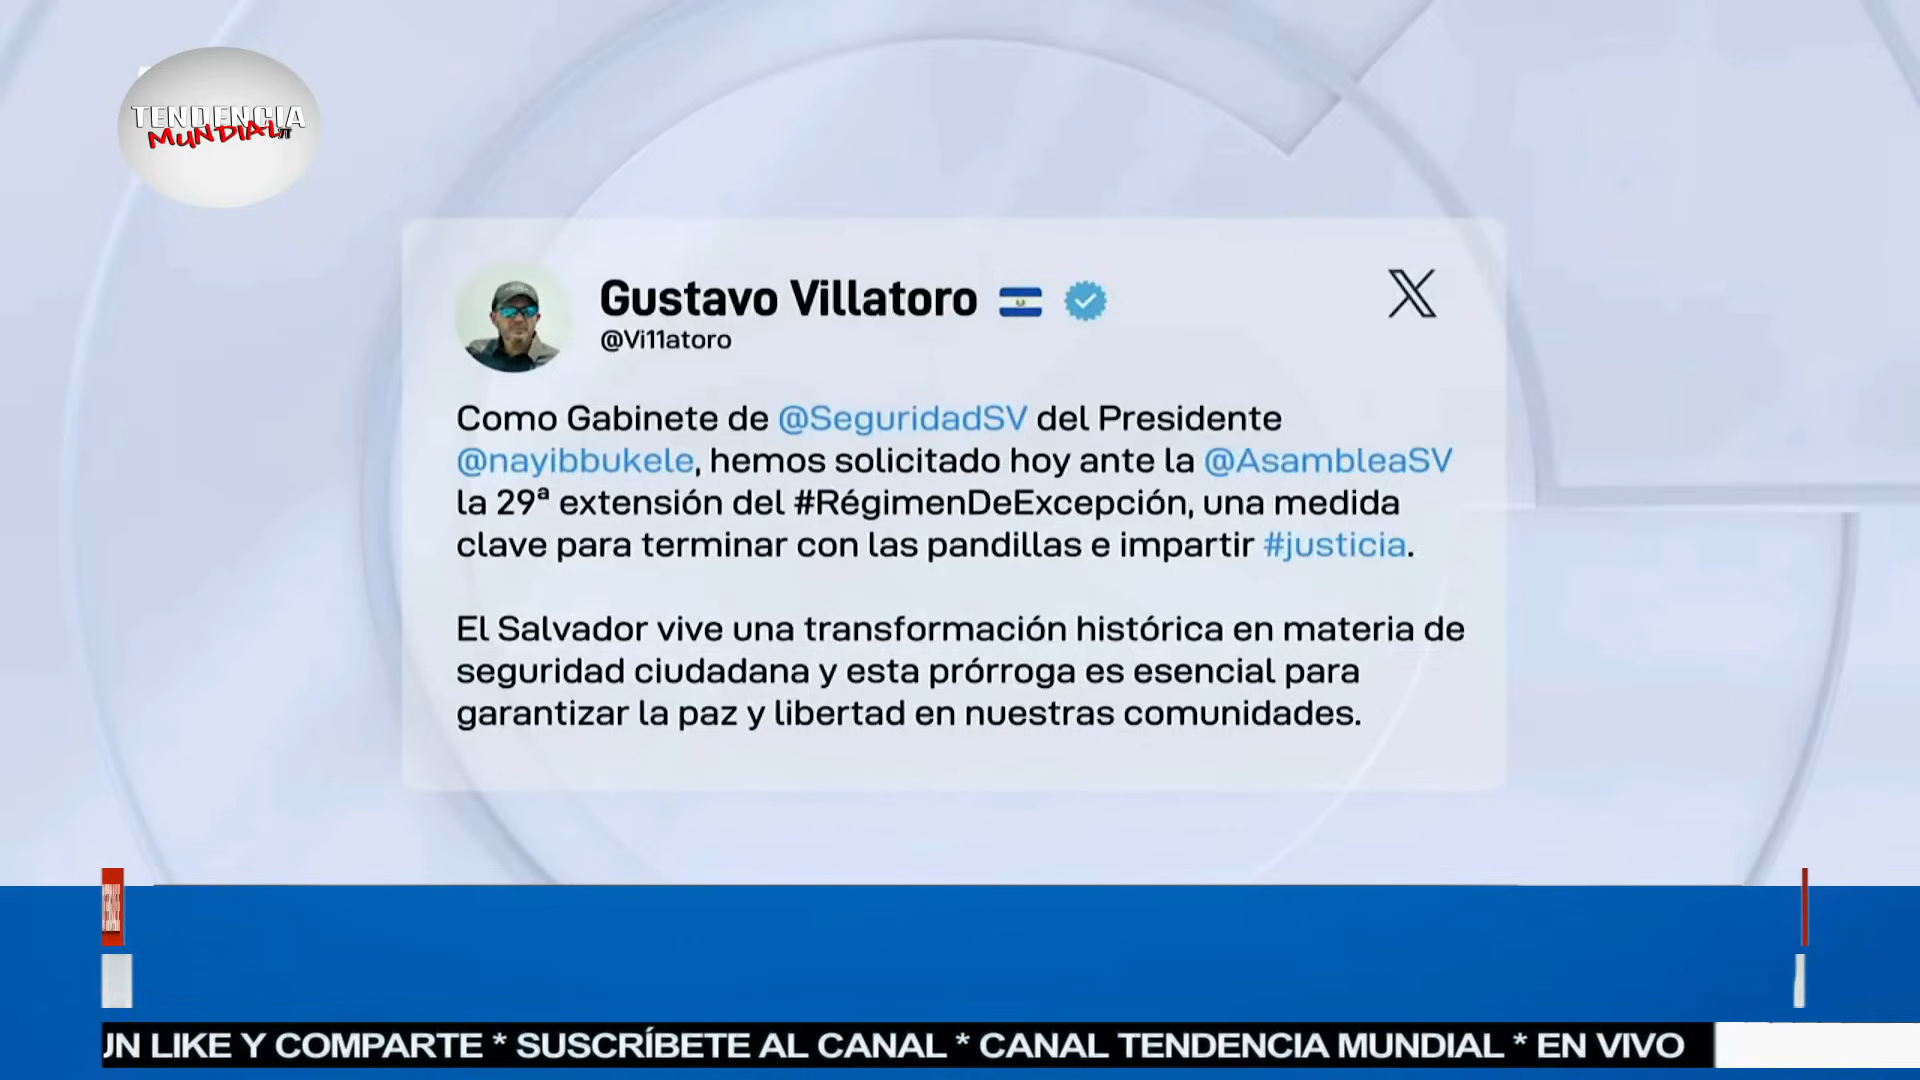 TENDENCIA
MUNDIAL
Gustavo Villatoro
@Vi11atoro
Como Gabinete de @SeguridadSV del Presidente
@nayibbukele, hemos solicitado hoy ante la @AsambleaSV
la 29ª extensión del #RégimenDeExcepción, una medida
clave para terminar con las pandillas e impartir #justicia.
El Salvador vive una transformación histórica en materia de
seguridad ciudadana y esta prórroga es esencial para
garantizar la paz y libertad en nuestras comunidades.
UN LIKE Y COMPARTE * SUSCRÍBETE AL CANAL * CANAL TENDENCIA MUNDIAL * EN VIVO